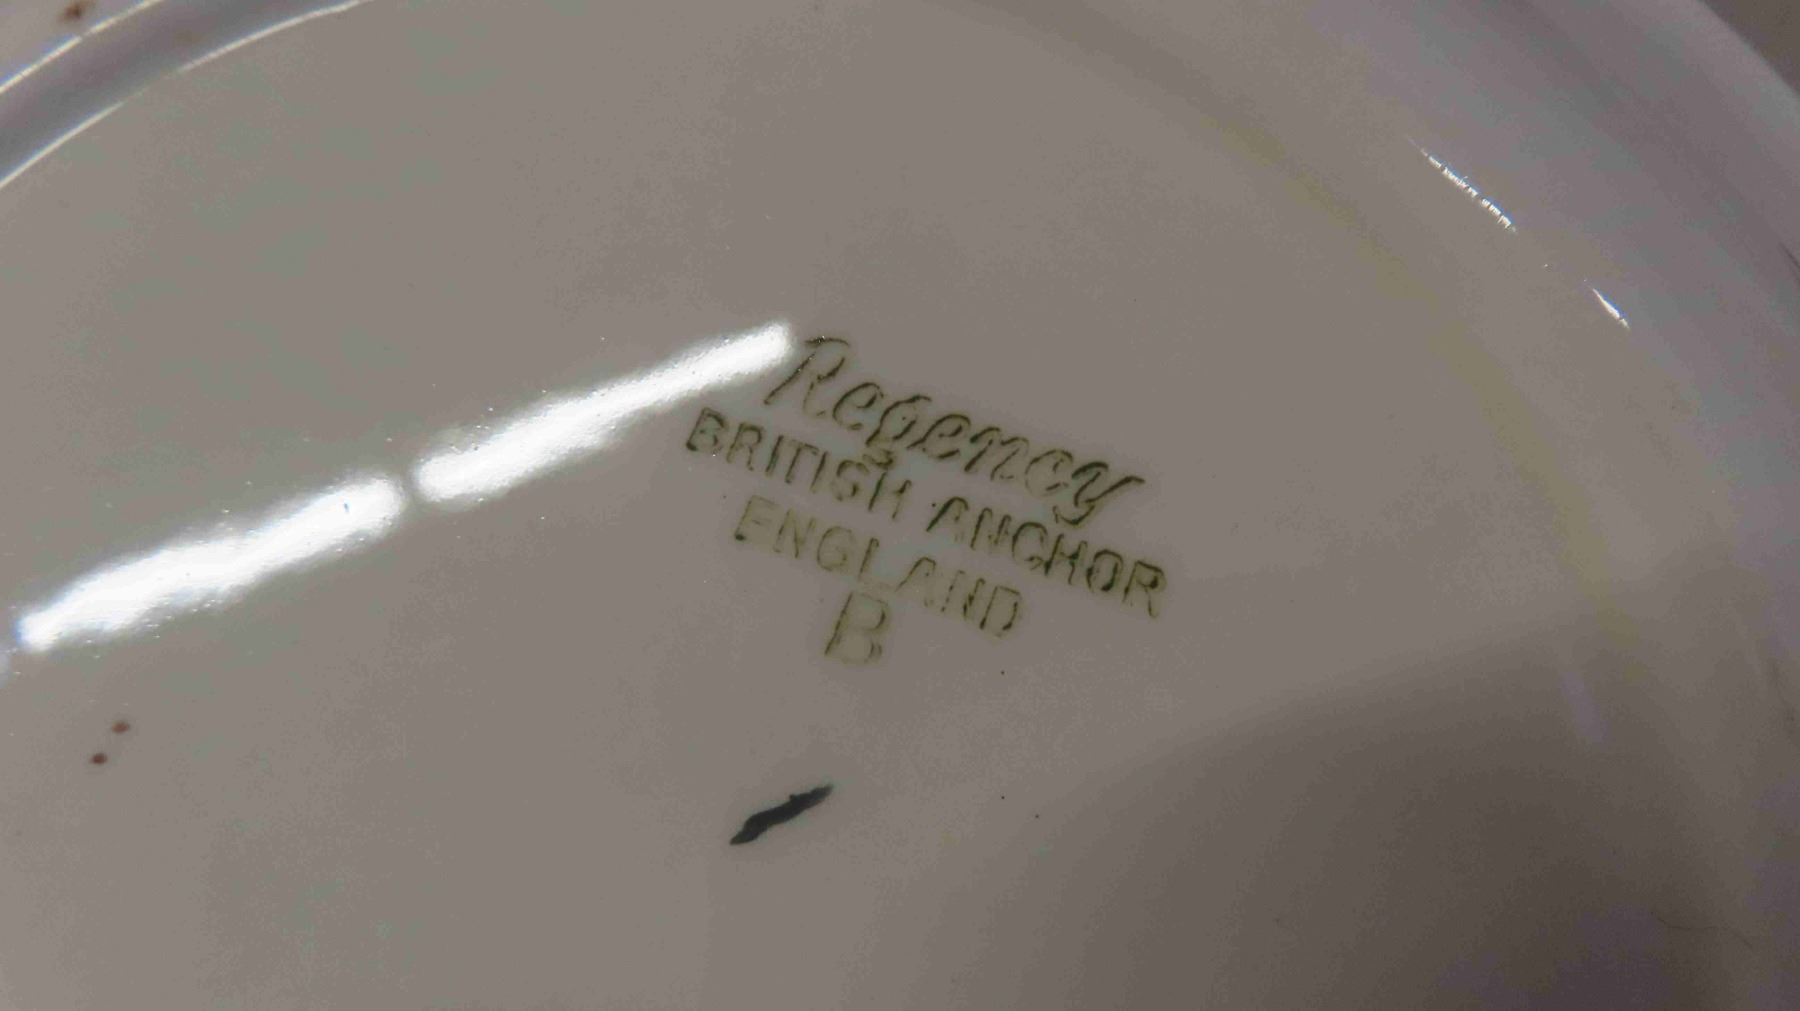 Regency
BRITISH ANCHOR
ENGLAND
B